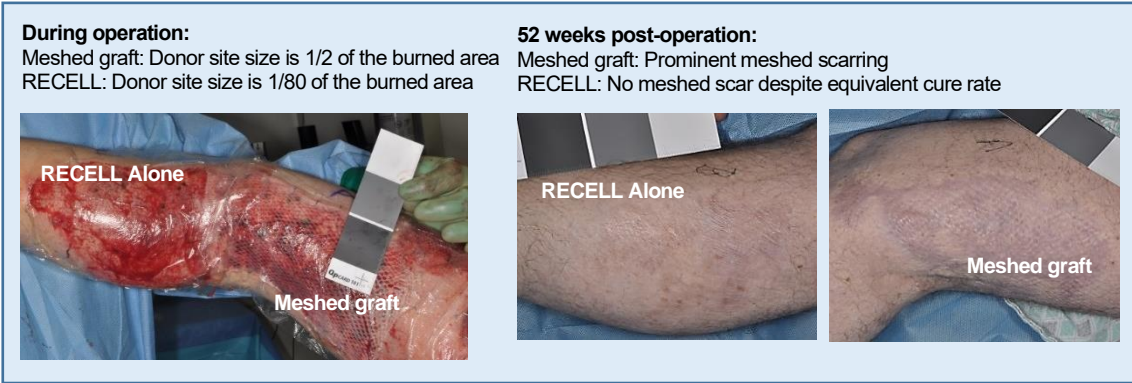 During operation:
Meshed graft: Donor site size is 1/2 of the burned area
RECELL: Donor site size is 1/80 of the burned area
52 weeks post-operation:
Meshed graft: Prominent meshed scarring
RECELL: No meshed scar despite equivalent cure rate
RECELL Alone
Meshed graft
RECELL Alone
Meshed graft